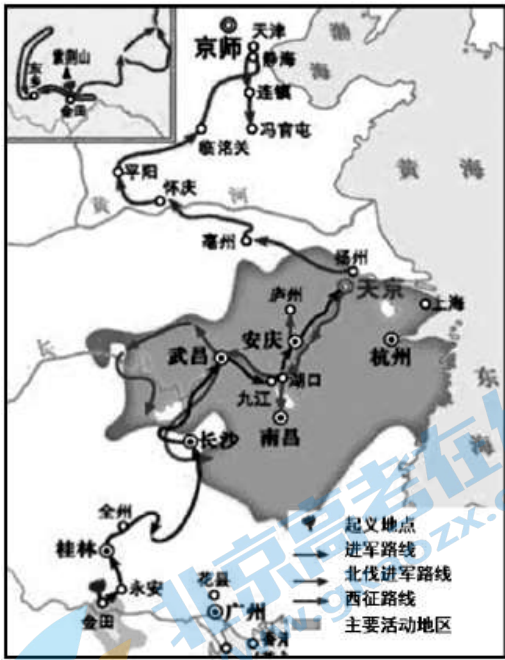 紫荆山
东乡
金田
京师
天津
静海
连镇
冯官屯
临洺关
渤海
黄海
平阳
怀庆
黄河
亳州
扬州
天京
庐州
上海
安庆
武昌
杭州
长
东海
九江
湖口
南昌
长沙
全州
桂林
永安
金田
花县
广州
香港
起义地点
进军路线
北伐进军路线
西征路线
主要活动地区
北京高考在线